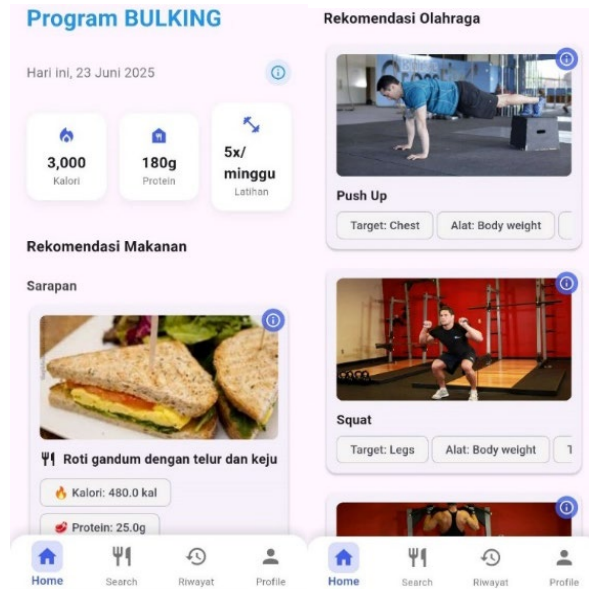 Program BULKING
Hari ini, 23 Juni 2025
3,000
Kalori
180g
Protein
5x/
minggu
Latihan
Rekomendasi Makanan
Sarapan
Roti gandum dengan telur dan keju
Kalori: 480.0 kal
Protein: 25.0g
Home
Search
Riwayat
Profile
Rekomendasi Olahraga
Push Up
Target: Chest
Alat: Body weight
Squat
Target: Legs
Alat: Body weight
T
Home
Search
Riwayat
Profile